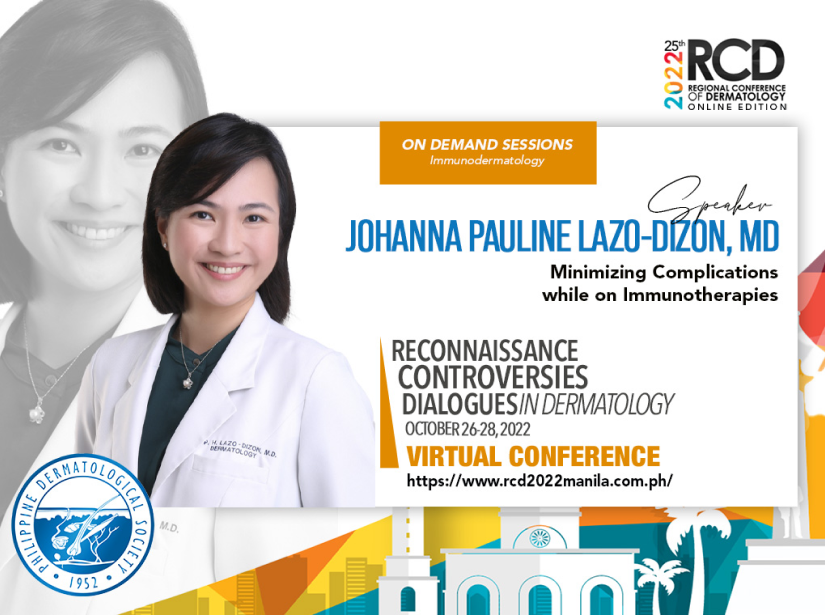 2022
25th
RCD
REGIONAL CONFERENCE
OF DERMATOLOGY
ONLINE EDITION
ON DEMAND SESSIONS
Immunodermatology
Speaker
JOHANNA PAULINE LAZO-DIZON, MD
Minimizing Complications
while on Immunotherapies
RECONNAISSANCE
CONTROVERSIES
DIALOGUES IN DERMATOLOGY
OCTOBER 26-28, 2022
VIRTUAL CONFERENCE
https://www.rcd2022manila.com.ph/
LAZO-DIZON, M.D.
DERMATOLOGY
M.D.
PHILIPPINE DERMATOLOGICAL SOCIETY
• 1952 •